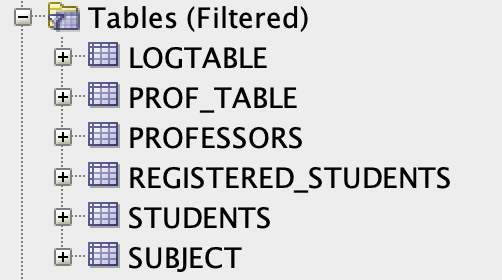 Tables (Filtered)
LOGTABLE
PROF_TABLE
PROFESSORS
REGISTERED_STUDENTS
STUDENTS
SUBJECT